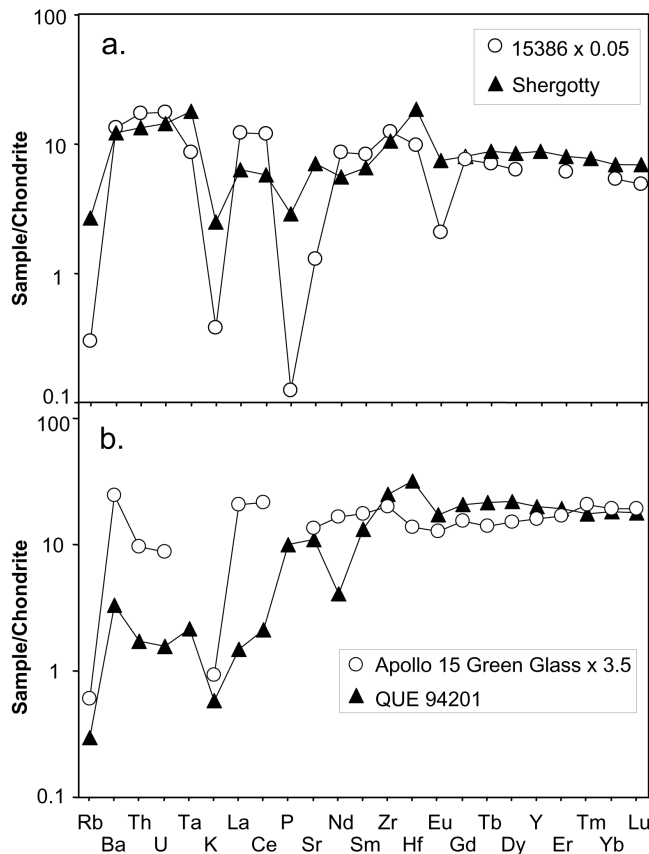 a.
15386 x 0.05
Shergotty
100
10
1
0.1
Sample/Chondrite
b.
Apollo 15 Green Glass x 3.5
QUE 94201
100
10
1
0.1
Sample/Chondrite
Rb Th Ta La P Nd Zr Eu Tb Y Tm Lu
Ba U K Ce Sr Sm Hf Gd Dy Er Yb